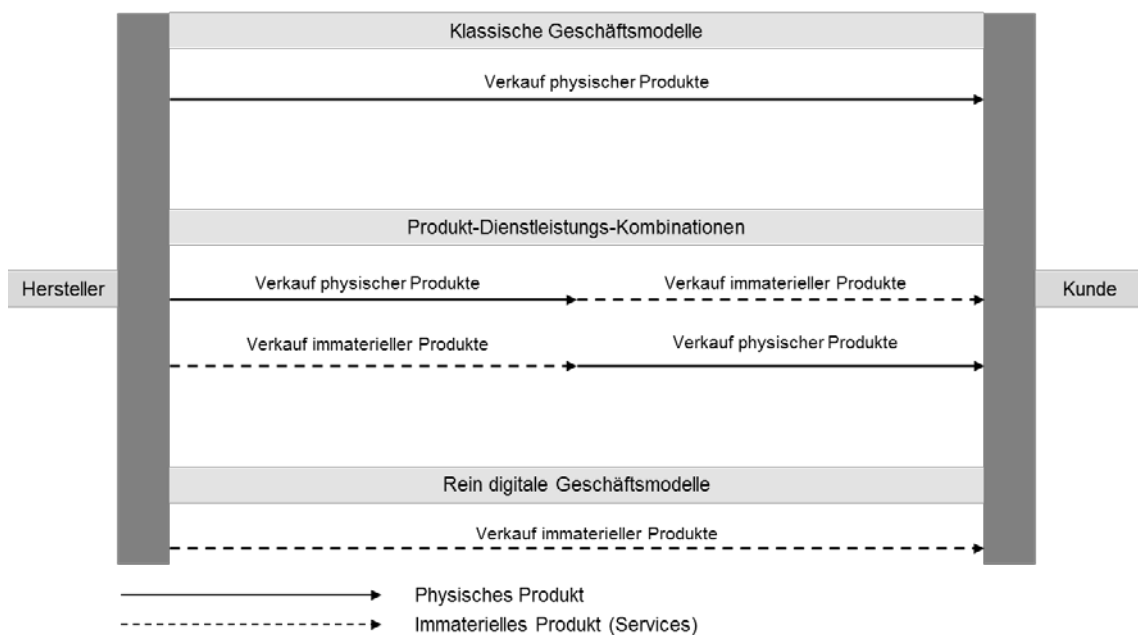 Klassische Geschäftsmodelle
Verkauf physischer Produkte
Produkt-Dienstleistungs-Kombinationen
Hersteller
Verkauf physischer Produkte
Verkauf immaterieller Produkte
Kunde
Verkauf immaterieller Produkte
Verkauf physischer Produkte
Rein digitale Geschäftsmodelle
Verkauf immaterieller Produkte
Physisches Produkt
Immaterielles Produkt (Services)